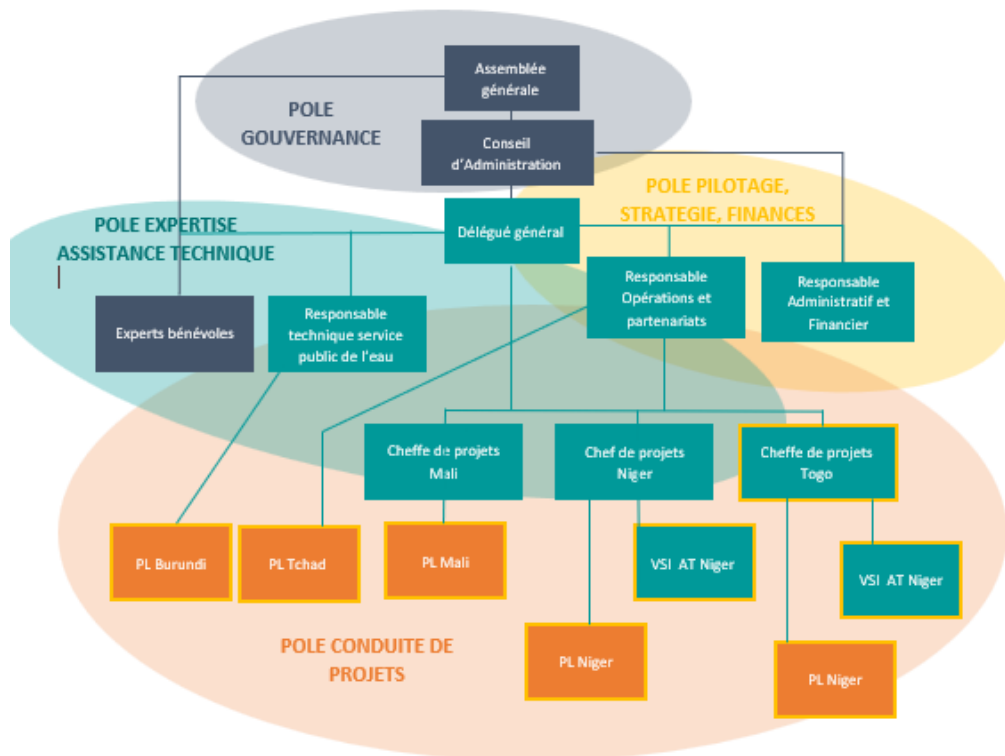 Assemblée
générale
POLE
GOUVERNANCE
Conseil
d'Administration
POLE PILOTAGE,
STRATEGIE, FINANCES
POLE EXPERTISE
ASSISTANCE TECHNIQUE
Délégué général
Experts bénévoles
Responsable
technique service
public de l'eau
Responsable
Opérations et
partenariats
Responsable
Administratif et
Financier
Cheffe de projets
Mali
Chef de projets
Niger
Cheffe de projets
Togo
PL Burundi
PL Tchad
PL Mali
VSI AT Niger
VSI AT Niger
POLE CONDUITE DE
PROJETS
PL Niger
PL Niger